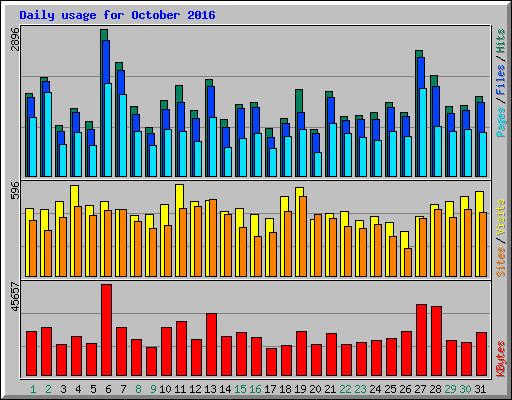 Daily usage for October 2016
2896
Pages / Files / Hits
596
Sites / Visits
45657
KBytes
1 2 3 4 5 6 7 8 9 10 11 12 13 14 15 16 17 18 19 20 21 22 23 24 25 26 27 28 29 30 31